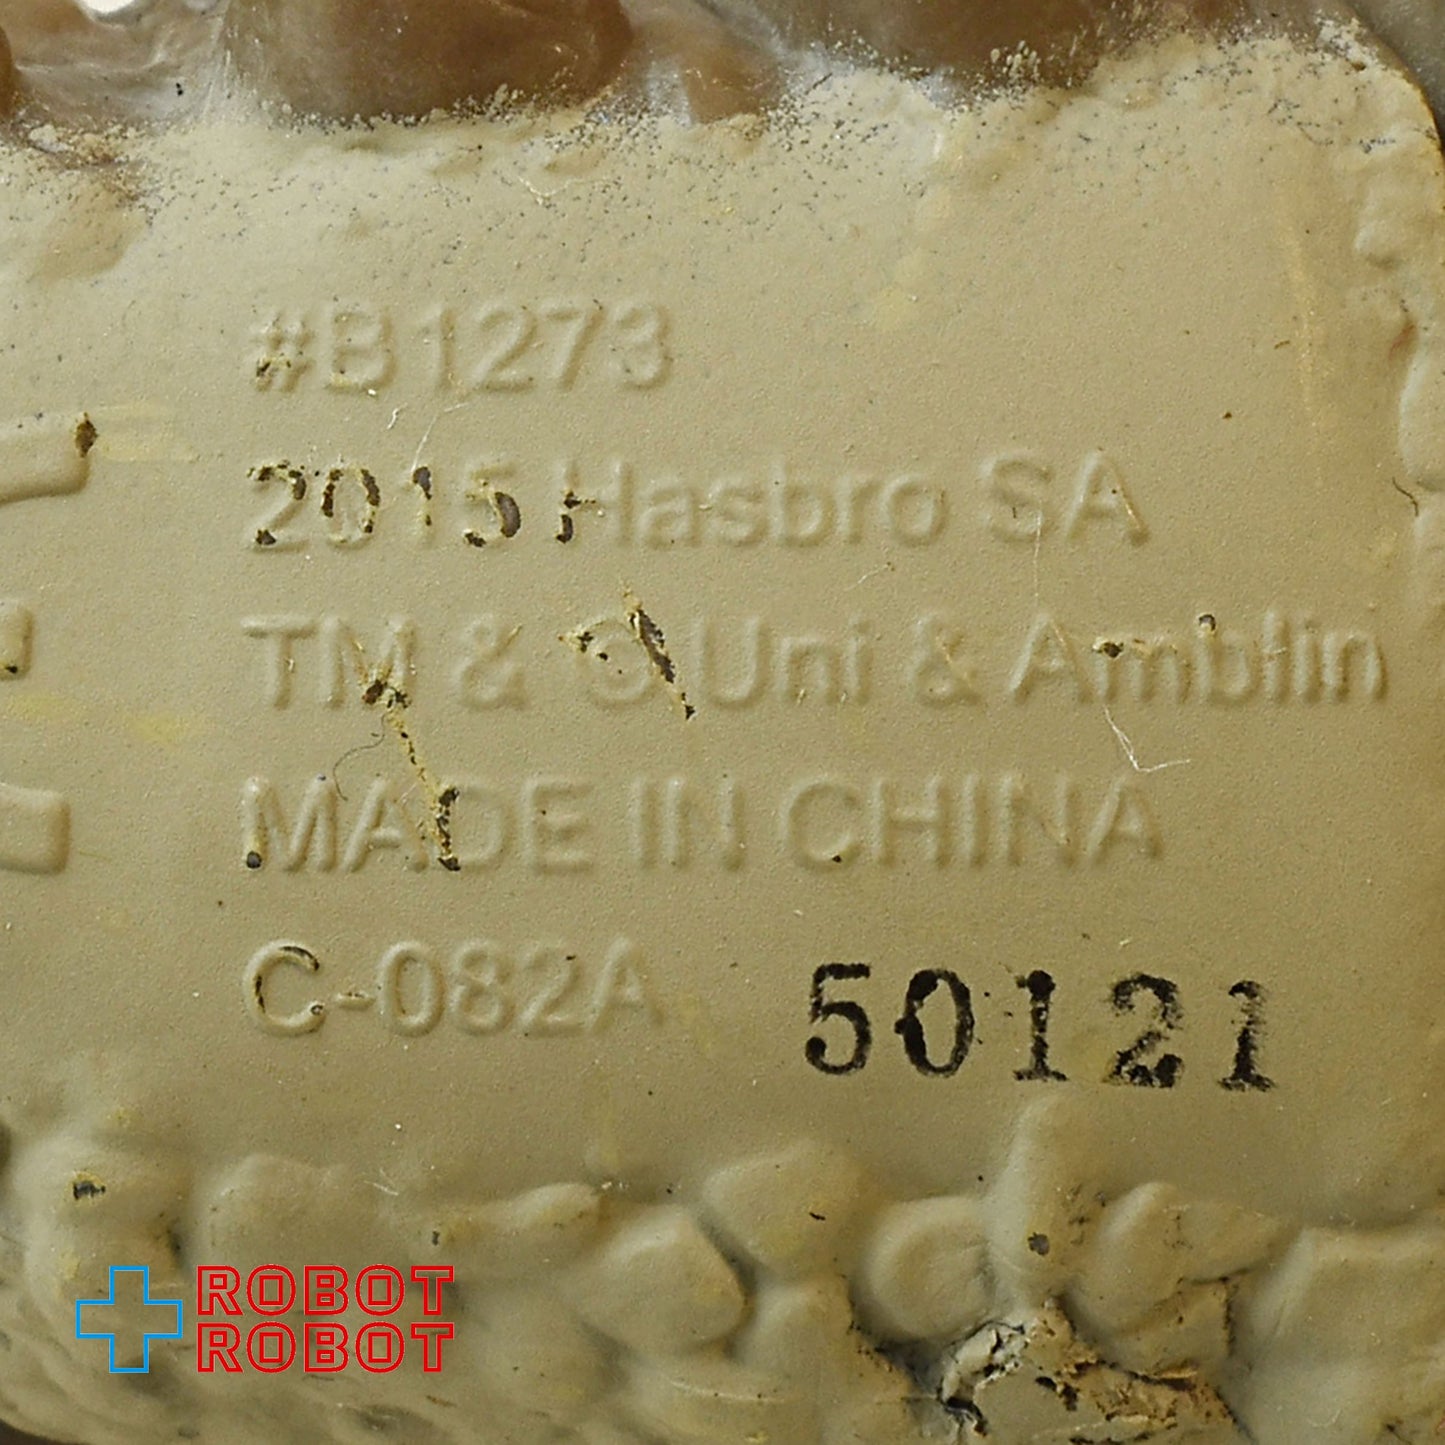 #B1273
2015 Hasbro SA
TM & © Uni & Amblin
MADE IN CHINA
C-082A 50121
ROBOT
ROBOT